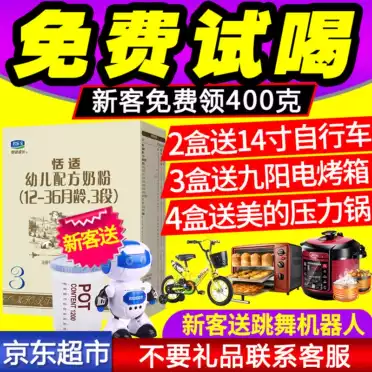 免费试喝
新客免费领400克
2盒送14寸自行车
3盒送九阳电烤箱
4盒送美的压力锅
恬适
幼儿配方奶粉
(12-36月龄,3段)
新客送
3
POT
CONTENT1200
新客送跳舞机器人
京东超市
不要礼品联系客服